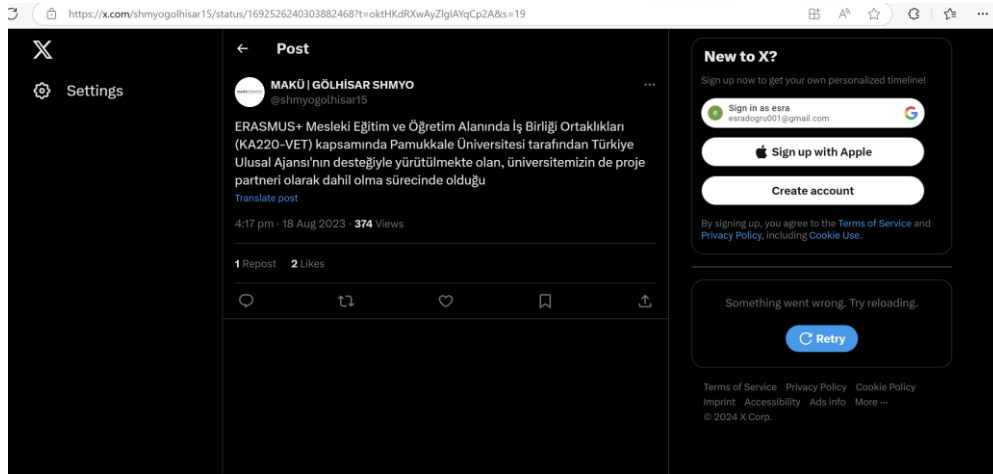 https://x.com/shmyogolhisar15/status/1692526240303882468?t=oktHKdRXwAyZIglAYqCp2A&s=19
Settings
Post
MAKÜ | GÖLHİSAR SHMYO
@shmyogolhisar15
ERASMUS+ Mesleki Eğitim ve Öğretim Alanında İş Birliği Ortaklıkları
(KA220-VET) kapsamında Pamukkale Üniversitesi tarafından Türkiye
Ulusal Ajansı'nın desteğiyle yürütülmekte olan, üniversitemizin de proje
partneri olarak dahil olma sürecinde olduğu
Translate post
4:17 pm · 18 Aug 2023 · 374 Views
1 Repost 2 Likes
New to X?
Sign up now to get your own personalized timeline!
Sign in as esra
esradogru001@gmail.com
Sign up with Apple
Create account
By signing up, you agree to the Terms of Service and
Privacy Policy, including Cookie Use.
Something went wrong. Try reloading.
Retry
Terms of Service Privacy Policy Cookie Policy
Imprint Accessibility Ads info More ...
© 2024 X Corp.